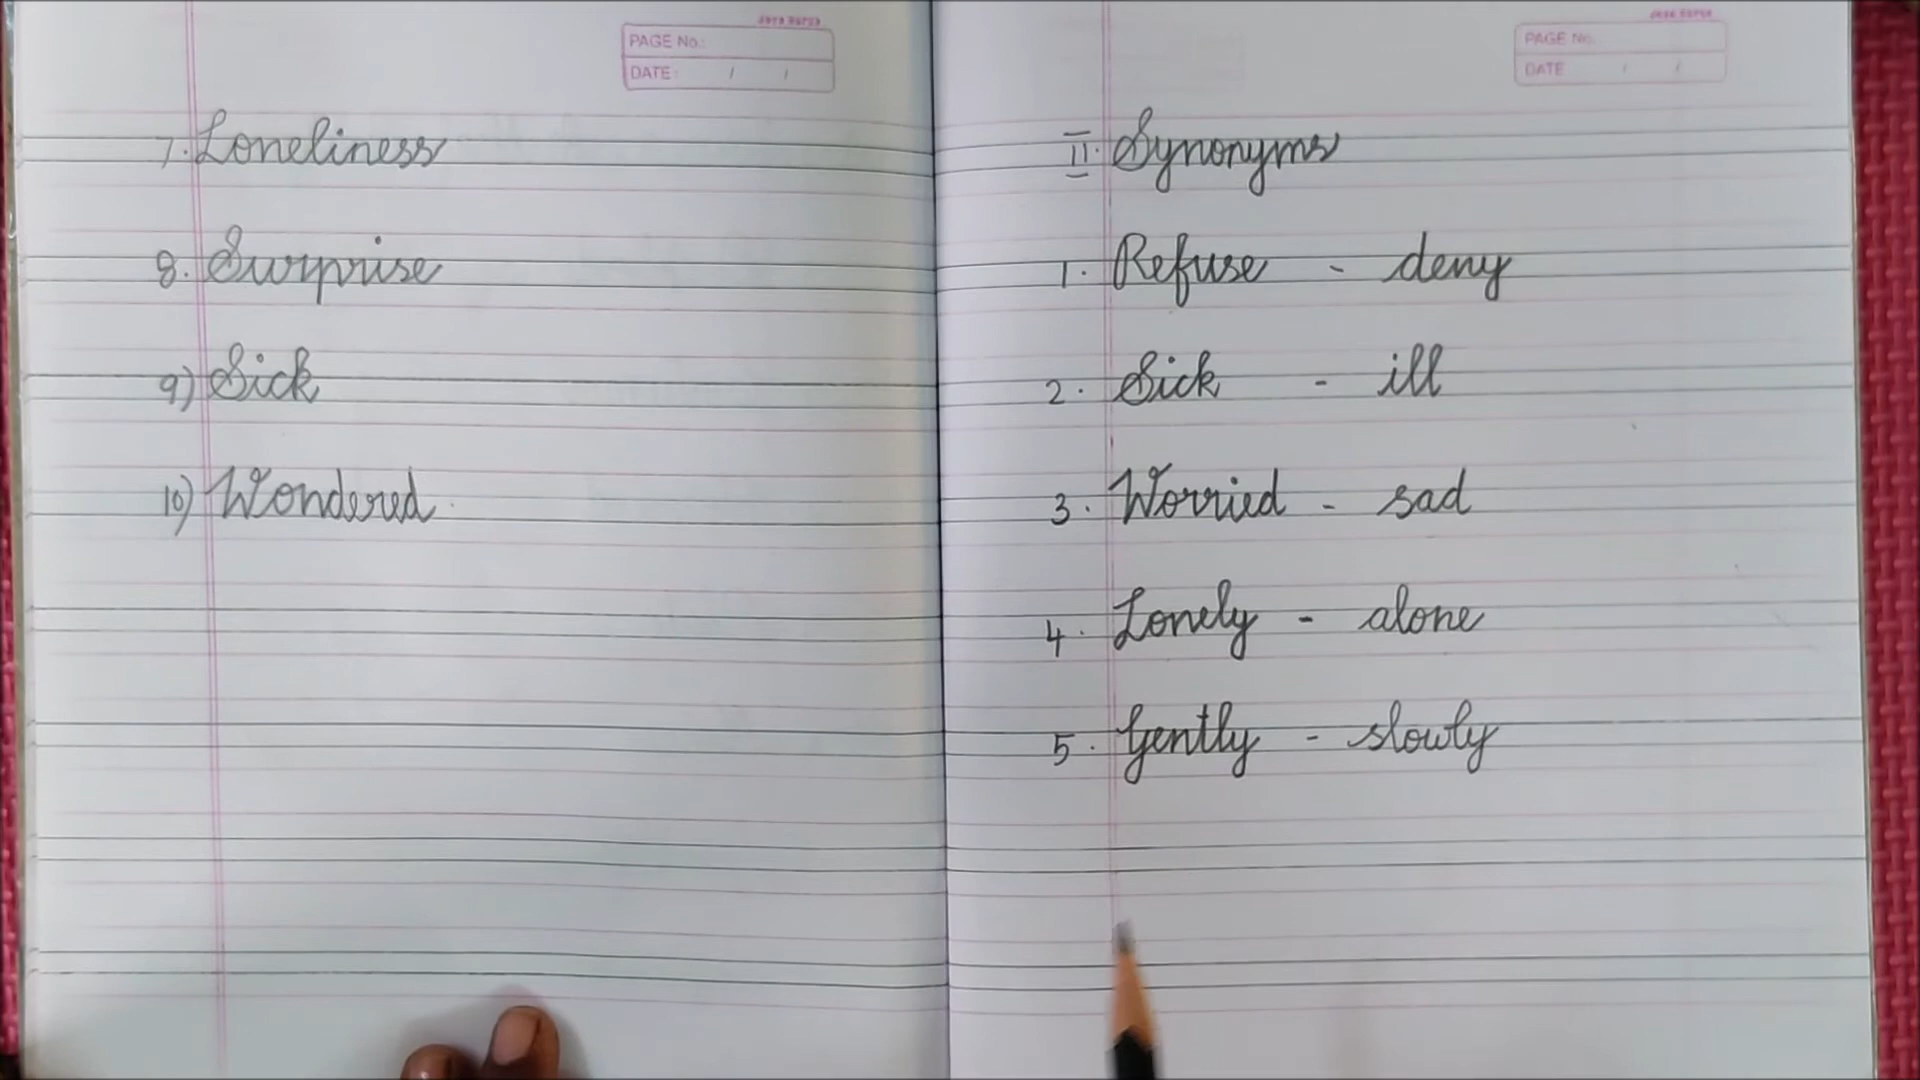 PAGE No.:
DATE: / /
7. Loneliness
8. Surprise
9) Sick
10) Wondered.
PAGE No.
DATE / /
II. Synonyms
1. Refuse - deny
2. Sick - ill
3. Worried - sad
4. Lonely - alone
5. Gently - slowly